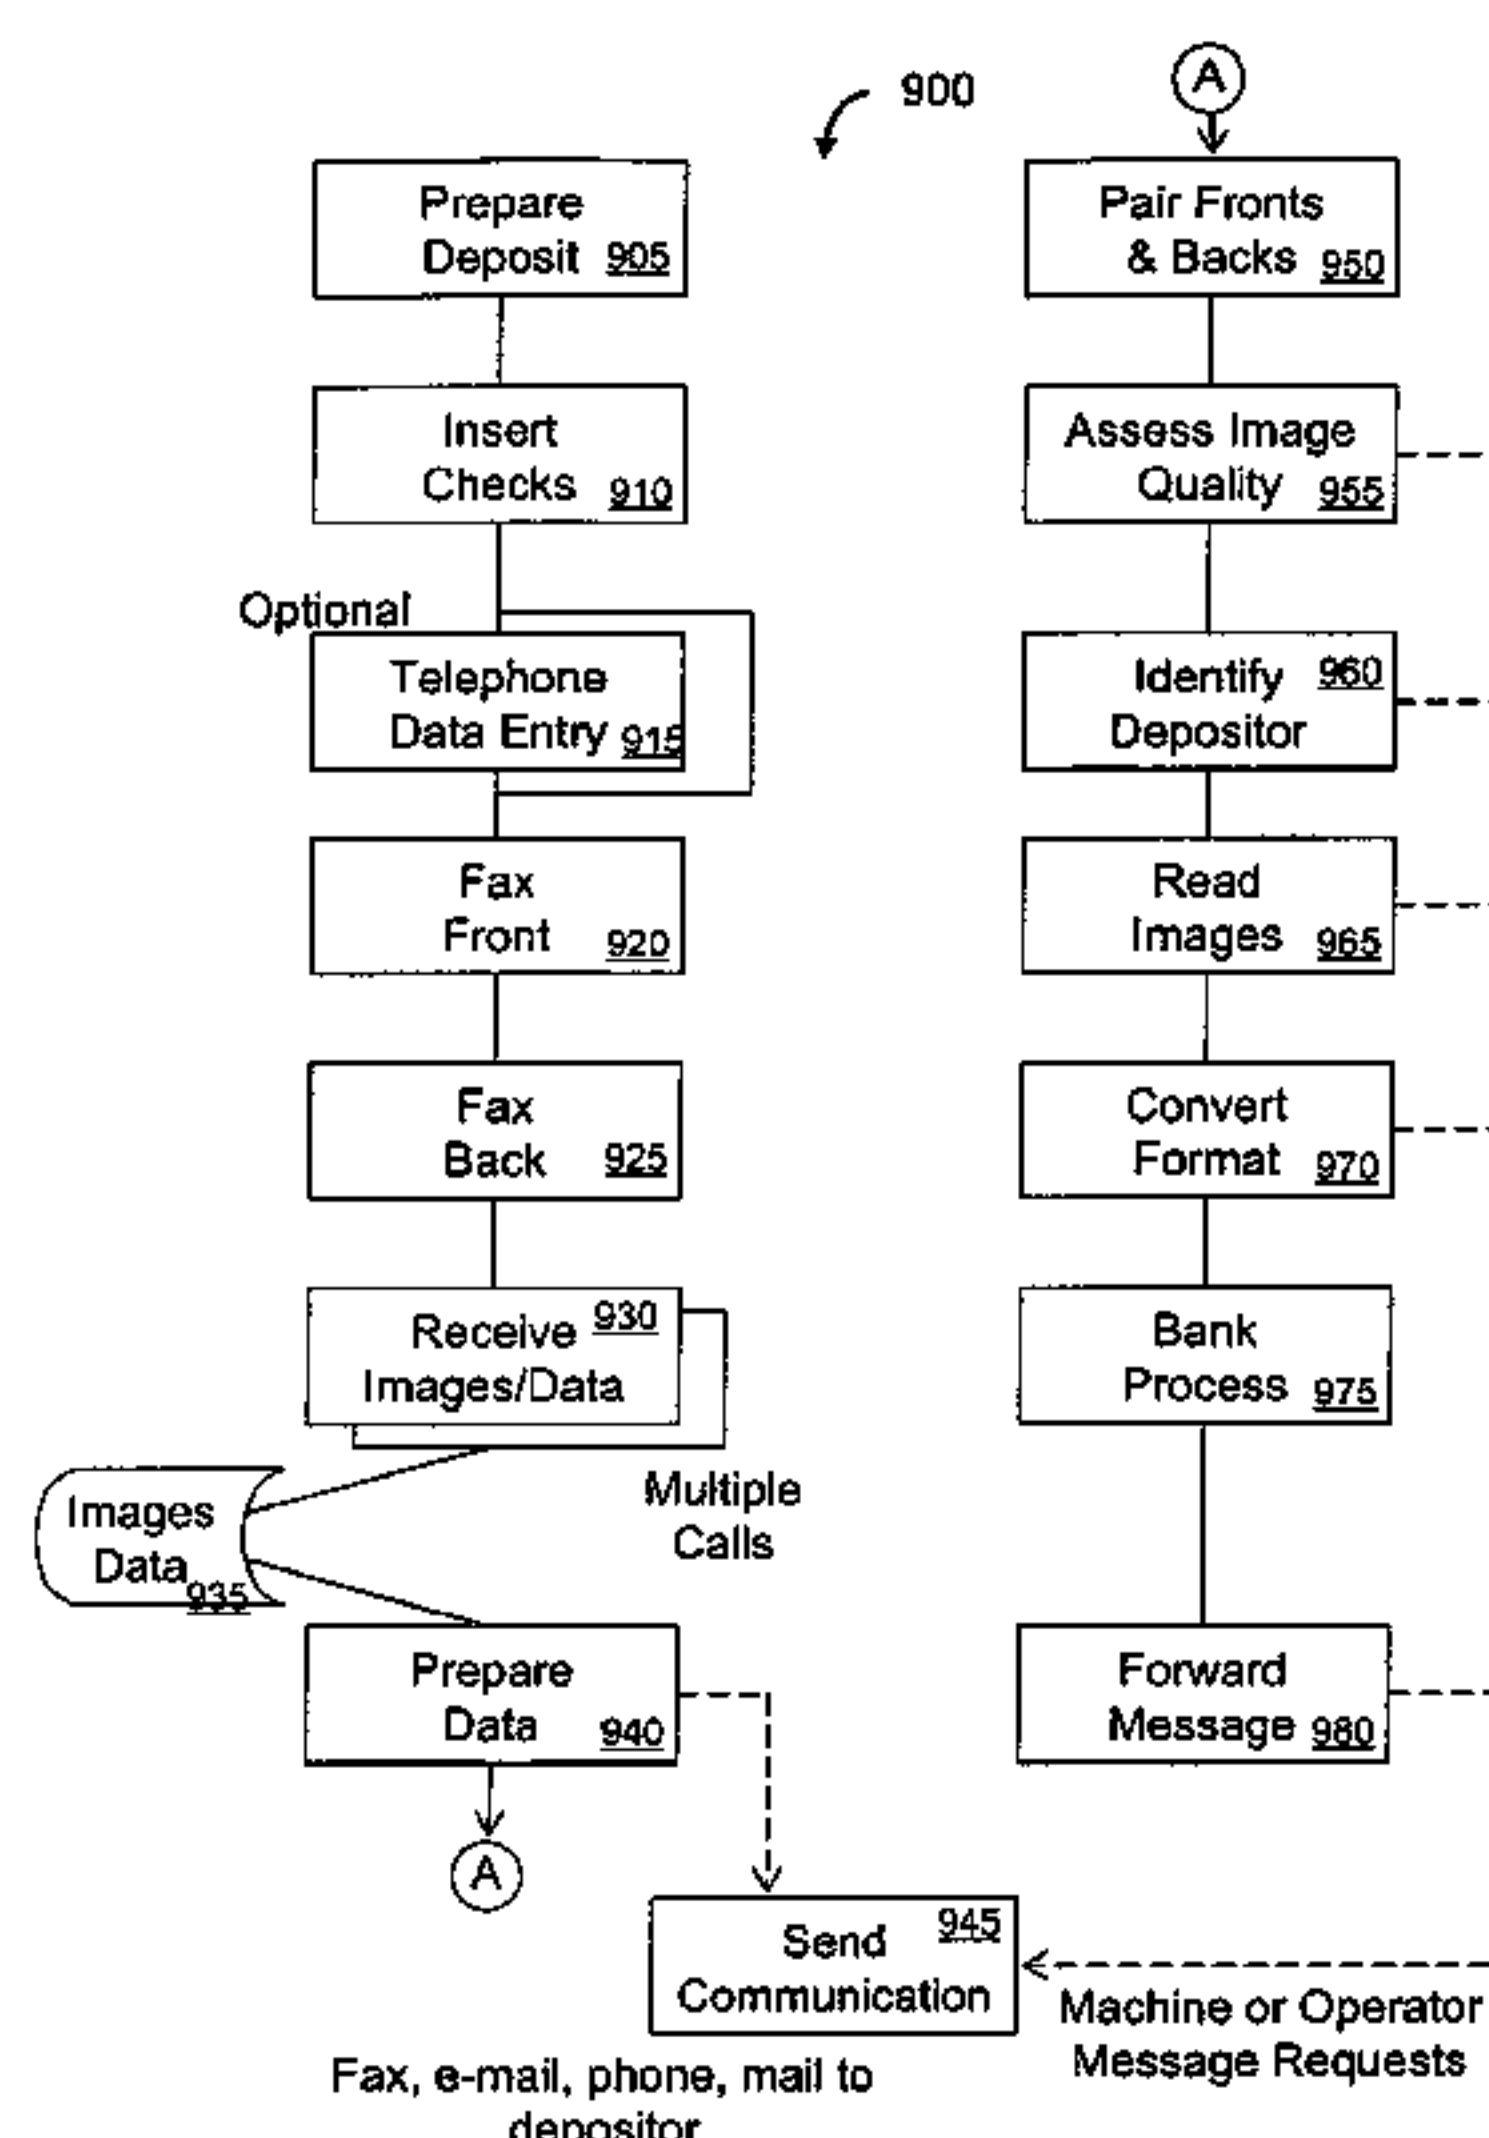 900
Prepare
Deposit 905
Insert
Checks 910
Optional
Telephone
Data Entry 915
Fax
Front 920
Fax
Back 925
Receive 930
Images/Data
Multiple
Calls
Images
Data 935
Prepare
Data 940
A
Send 945
Communication
Fax, e-mail, phone, mail to
depositor
A
Pair Fronts
& Backs 950
Assess Image
Quality 955
Identify 960
Depositor
Read
Images 965
Convert
Format 970
Bank
Process 975
Forward
Message 980
Machine or Operator
Message Requests